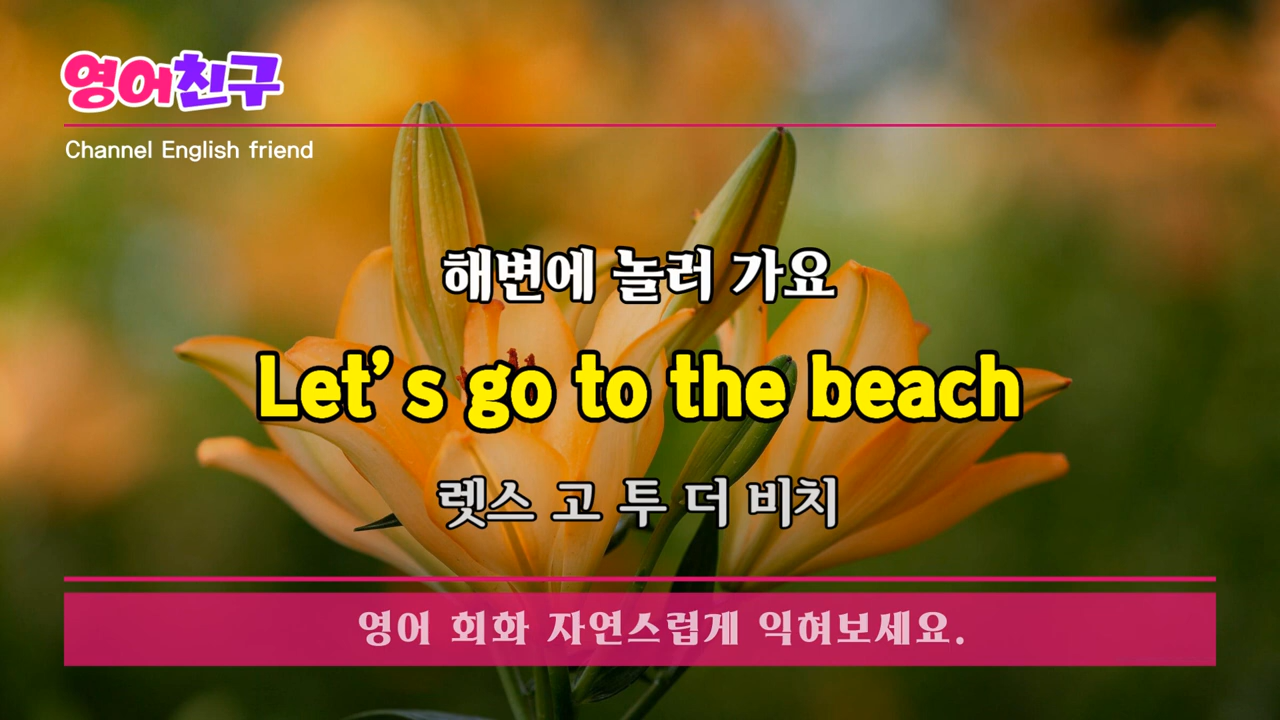 영어친구
Channel English friend
해변에 놀러 가요
Let’s go to the beach
렛스 고 투 더 비치
영어 회화 자연스럽게 익혀보세요.